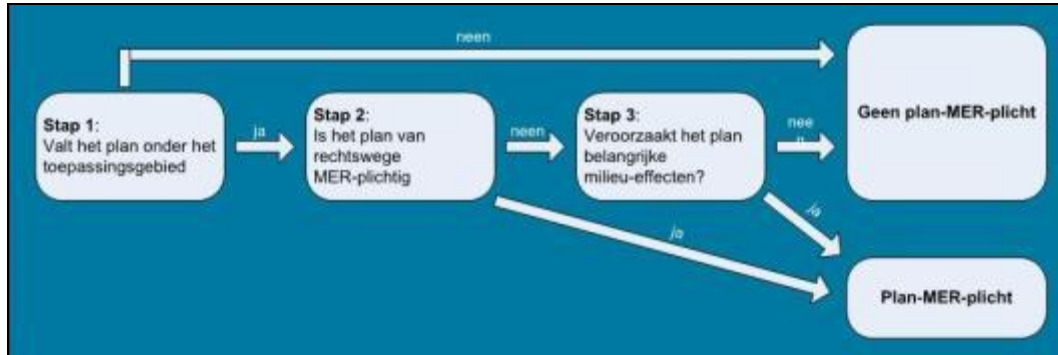 neen
Stap 1:
Valt het plan onder het
toepassingsgebied
ja
Stap 2:
Is het plan van
rechtswege
MER-plichtig
neen
Stap 3:
Veroorzaakt het plan
belangrijke
milieu-effecten?
nee
n
Geen plan-MER-plicht
ja
ja
Plan-MER-plicht